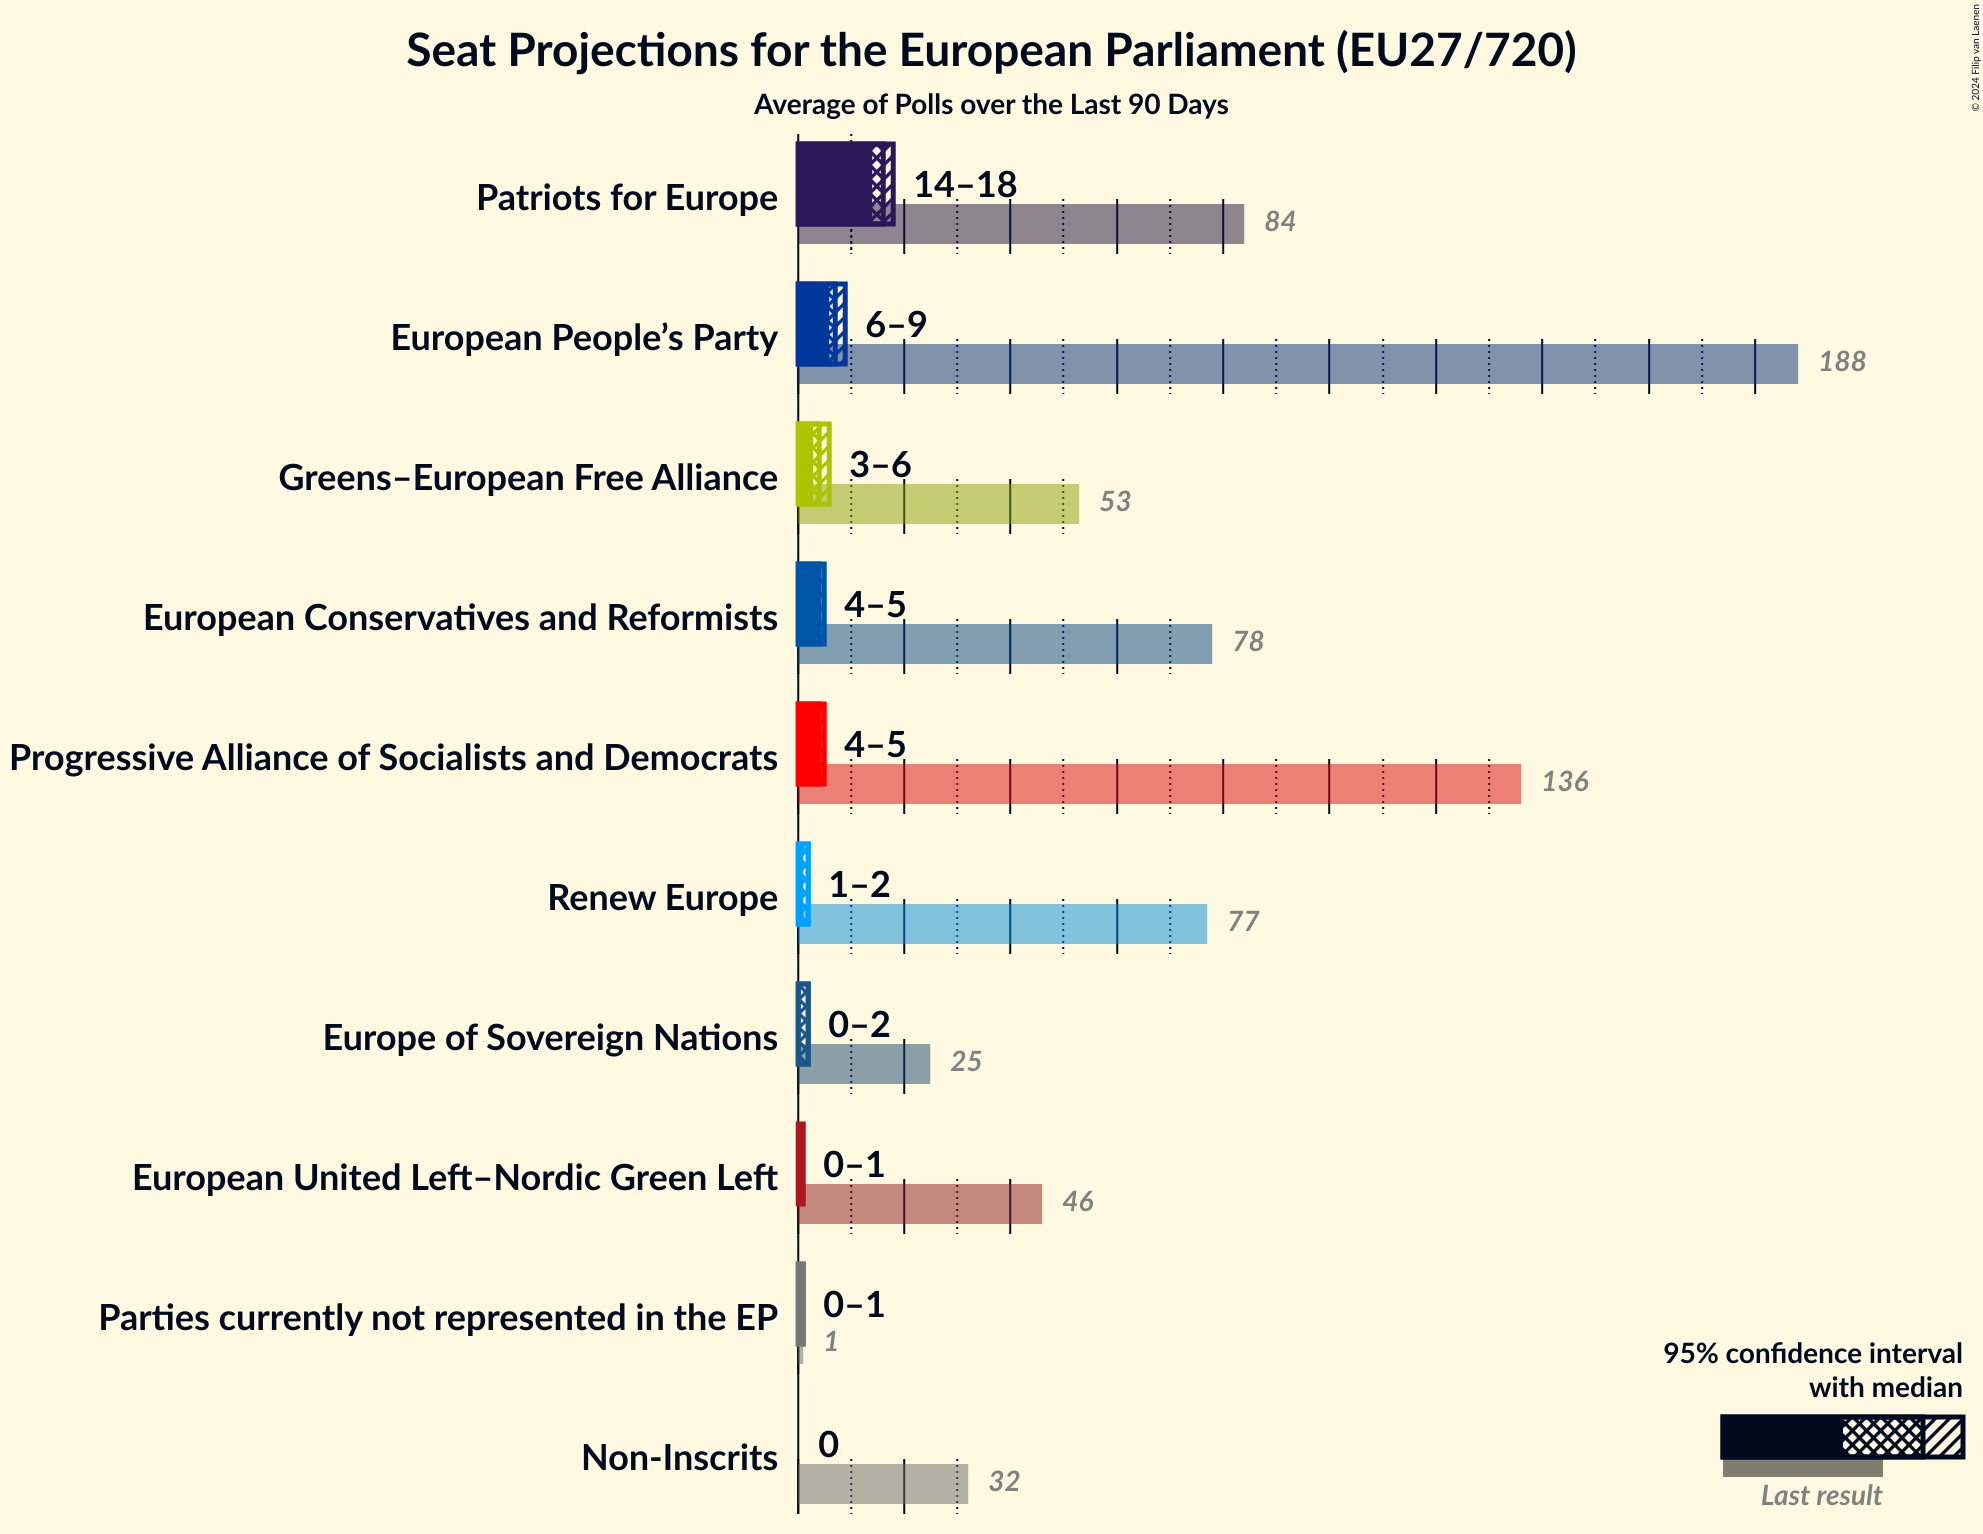 Seat Projections for the European Parliament (EU27/720)
Average of Polls over the Last 90 Days
© 2024 Filip van Laenen
Patriots for Europe
14–18
84
European People’s Party
6–9
188
Greens–European Free Alliance
3–6
53
European Conservatives and Reformists
4–5
78
Progressive Alliance of Socialists and Democrats
4–5
136
Renew Europe
1–2
77
Europe of Sovereign Nations
0–2
25
European United Left–Nordic Green Left
0–1
46
Parties currently not represented in the EP
0–1
1
Non-Inscrits
0
32
95% confidence interval
with median
Last result